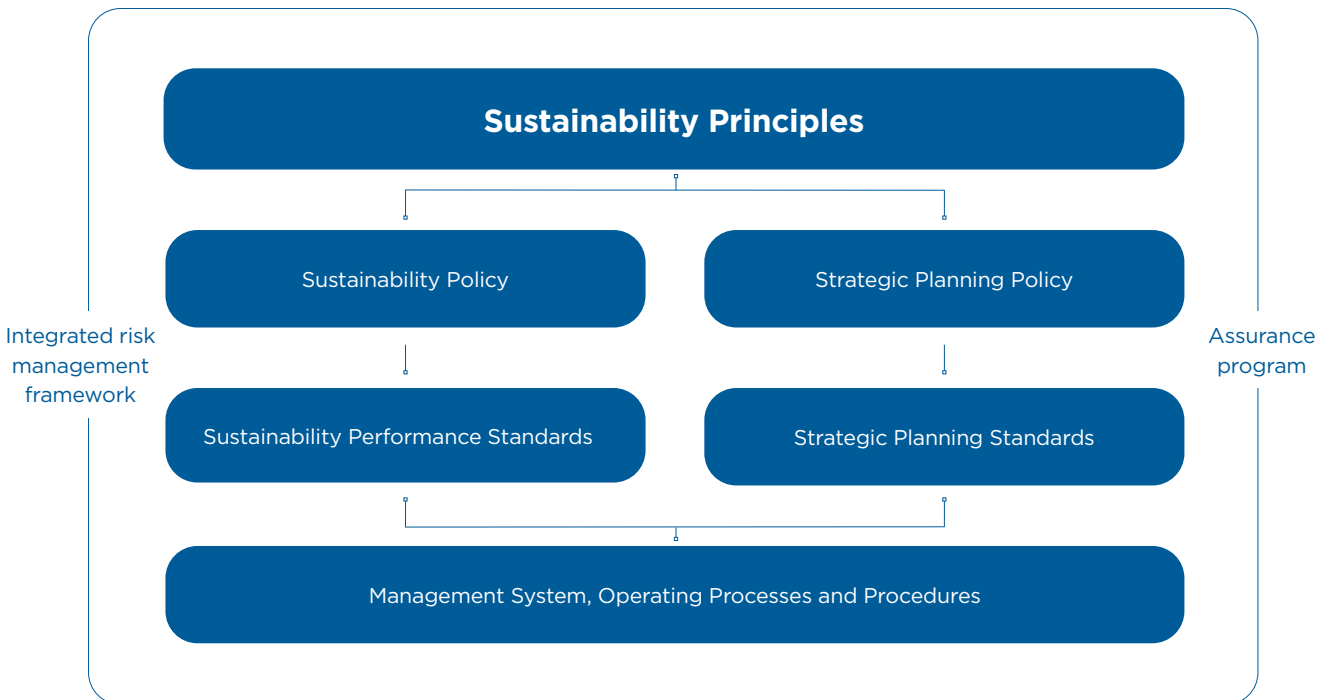 Sustainability Principles
Sustainability Policy
Strategic Planning Policy
Integrated risk
management
framework
Assurance
program
Sustainability Performance Standards
Strategic Planning Standards
Management System, Operating Processes and Procedures